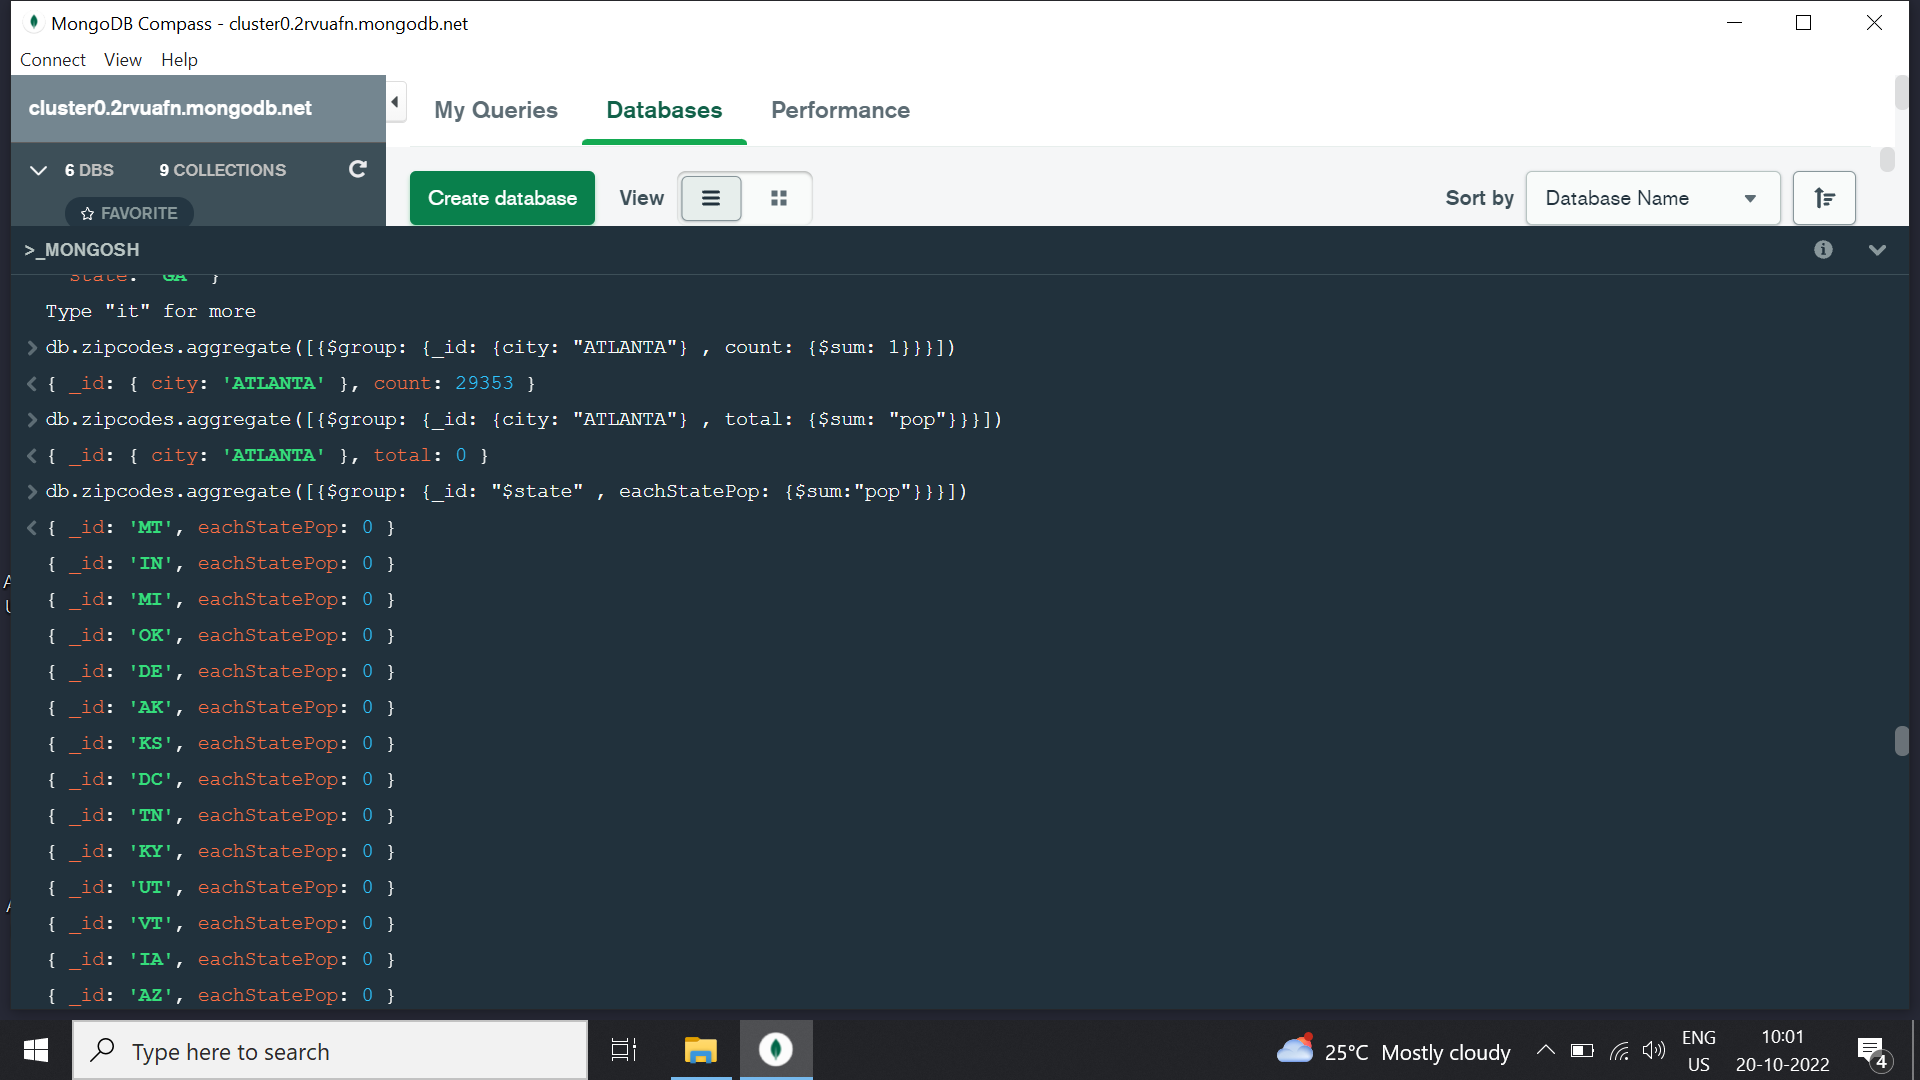 MongoDB Compass - cluster0.2rvuafn.mongodb.net
Connect View Help
cluster0.2rvuafn.mongodb.net
My Queries Databases Performance
6 DBS 9 COLLECTIONS
FAVORITE
Create database View Sort by Database Name
>_MONGOSH
state: 'GA' }
Type "it" for more
> db.zipcodes.aggregate([{$group: {_id: {city: "ATLANTA"} , count: {$sum: 1}}}])
< { _id: { city: 'ATLANTA' }, count: 29353 }
> db.zipcodes.aggregate([{$group: {_id: {city: "ATLANTA"} , total: {$sum: "pop"}}}])
< { _id: { city: 'ATLANTA' }, total: 0 }
> db.zipcodes.aggregate([{$group: {_id: "$state" , eachStatePop: {$sum:"pop"}}}])
< { _id: 'MT', eachStatePop: 0 }
{ _id: 'IN', eachStatePop: 0 }
{ _id: 'MI', eachStatePop: 0 }
{ _id: 'OK', eachStatePop: 0 }
{ _id: 'DE', eachStatePop: 0 }
{ _id: 'AK', eachStatePop: 0 }
{ _id: 'KS', eachStatePop: 0 }
{ _id: 'DC', eachStatePop: 0 }
{ _id: 'TN', eachStatePop: 0 }
{ _id: 'KY', eachStatePop: 0 }
{ _id: 'UT', eachStatePop: 0 }
{ _id: 'VT', eachStatePop: 0 }
{ _id: 'IA', eachStatePop: 0 }
{ _id: 'AZ', eachStatePop: 0 }
Type here to search
25°C Mostly cloudy
ENG
US
10:01
20-10-2022
4